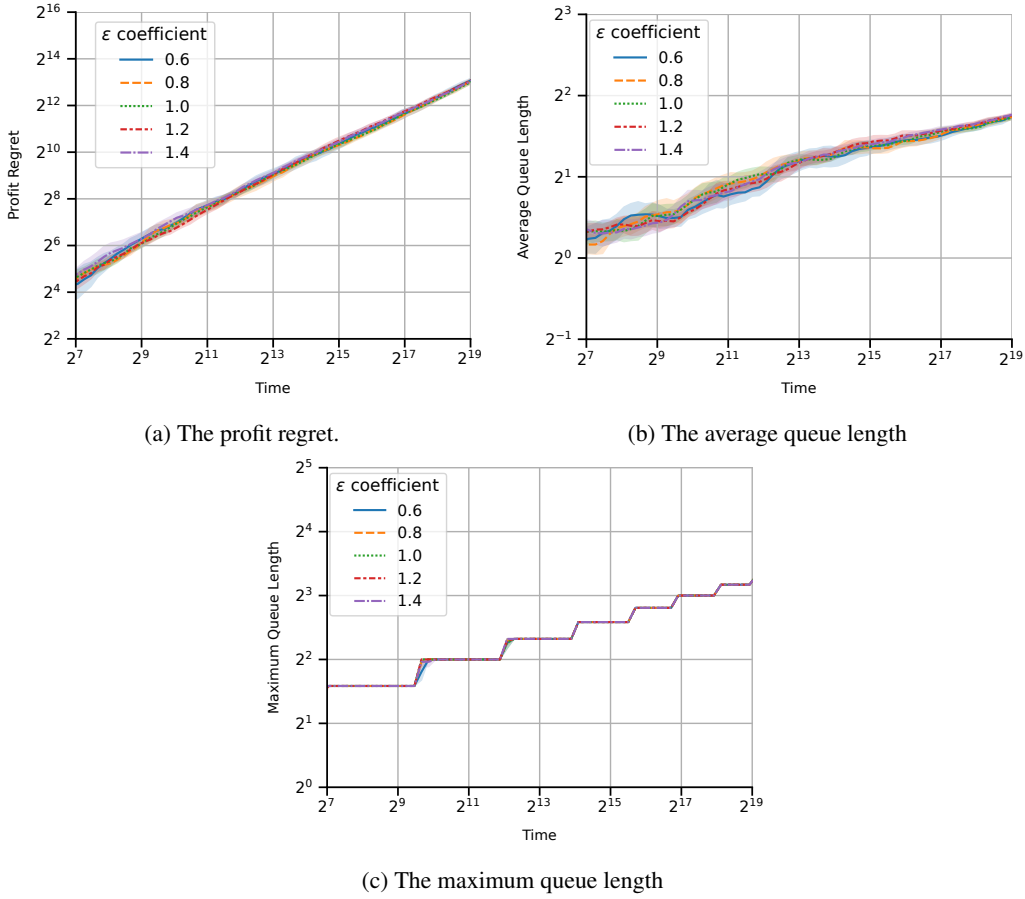 2^16
2^14
2^12
2^10
2^8
2^6
2^4
2^2
Profit Regret
ε coefficient
0.6
0.8
1.0
1.2
1.4
2^7 2^9 2^11 2^13 2^15 2^17 2^19
Time
(a) The profit regret.
2^3
2^2
2^1
2^0
2^−1
Average Queue Length
ε coefficient
0.6
0.8
1.0
1.2
1.4
2^7 2^9 2^11 2^13 2^15 2^17 2^19
Time
(b) The average queue length
2^5
2^4
2^3
2^2
2^1
2^0
Maximum Queue Length
ε coefficient
0.6
0.8
1.0
1.2
1.4
2^7 2^9 2^11 2^13 2^15 2^17 2^19
Time
(c) The maximum queue length